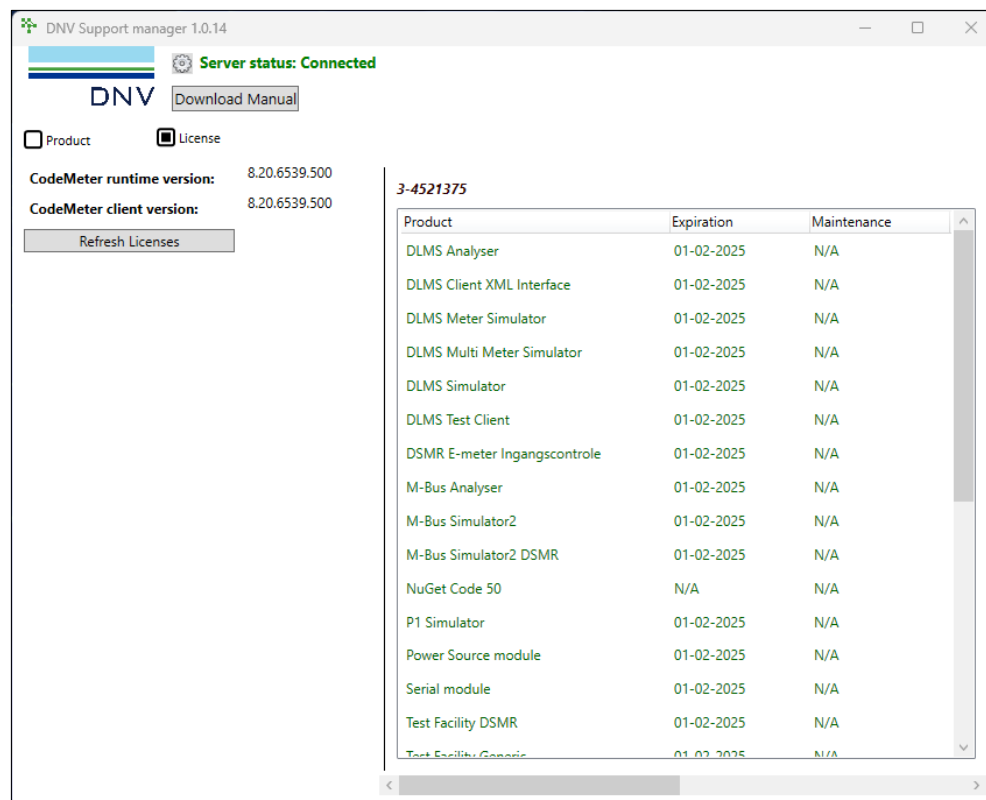 DNV Support manager 1.0.14
Server status: Connected
DNV
Download Manual
Product License
CodeMeter runtime version: 8.20.6539.500
CodeMeter client version: 8.20.6539.500
Refresh Licenses
3-4521375
Product Expiration Maintenance
DLMS Analyser 01-02-2025 N/A
DLMS Client XML Interface 01-02-2025 N/A
DLMS Meter Simulator 01-02-2025 N/A
DLMS Multi Meter Simulator 01-02-2025 N/A
DLMS Simulator 01-02-2025 N/A
DLMS Test Client 01-02-2025 N/A
DSMR E-meter Ingangscontrole 01-02-2025 N/A
M-Bus Analyser 01-02-2025 N/A
M-Bus Simulator2 01-02-2025 N/A
M-Bus Simulator2 DSMR 01-02-2025 N/A
NuGet Code 50 N/A N/A
P1 Simulator 01-02-2025 N/A
Power Source module 01-02-2025 N/A
Serial module 01-02-2025 N/A
Test Facility DSMR 01-02-2025 N/A
Test Facility Generic 01-02-2025 N/A